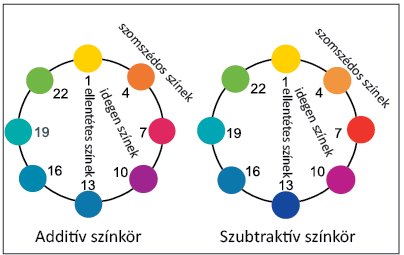 szomszédos színek
1
4
7
10
13
16
19
22
ellentétes színek
idegen színek
Additív színkör
szomszédos színek
1
4
7
10
13
16
19
22
ellentétes színek
idegen színek
Szubtraktív színkör